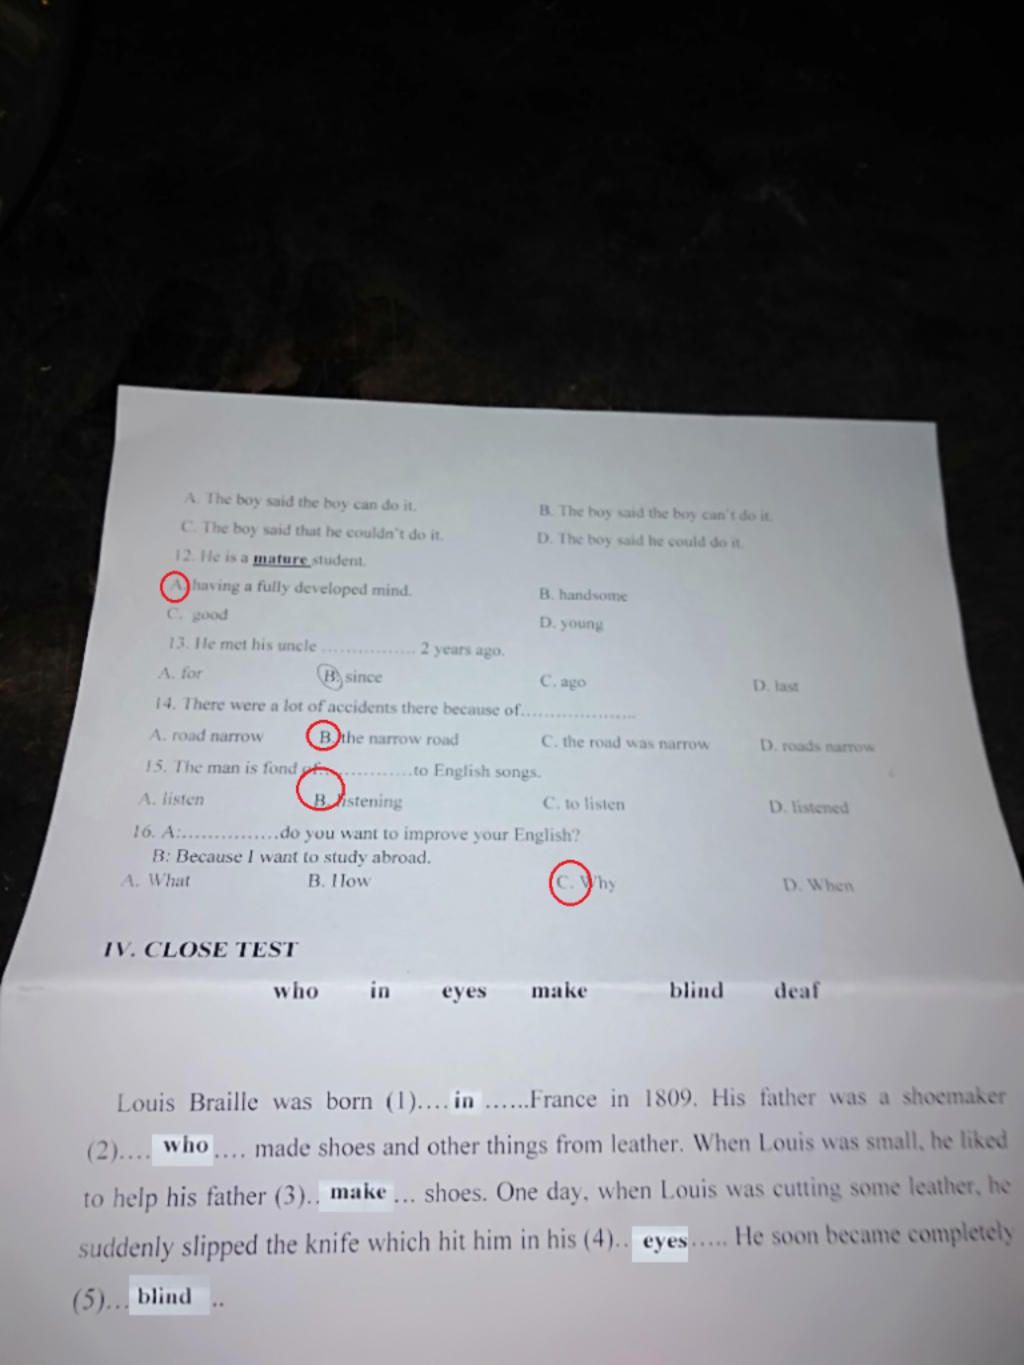 A. The boy said the boy can do it. B. The boy said the boy can't do it.
C. The boy said that he couldn't do it. D. The boy said he could do it.
12. He is a mature student.
A. having a fully developed mind. B. handsome
C. good D. young
13. He met his uncle ................ 2 years ago.
A. for B. since C. ago D. last
14. There were a lot of accidents there because of....................
A. road narrow B. the narrow road C. the road was narrow D. roads narrow
15. The man is fond of................to English songs.
A. listen B. listening C. to listen D. listened
16. A:...............do you want to improve your English?
B: Because I want to study abroad.
A. What B. How C. Why D. When
IV. CLOSE TEST
who in eyes make blind deaf
Louis Braille was born (1).... in ......France in 1809. His father was a shoemaker
(2).... who .... made shoes and other things from leather. When Louis was small, he liked
to help his father (3).. make ... shoes. One day, when Louis was cutting some leather, he
suddenly slipped the knife which hit him in his (4).. eyes ..... He soon became completely
(5)... blind ..